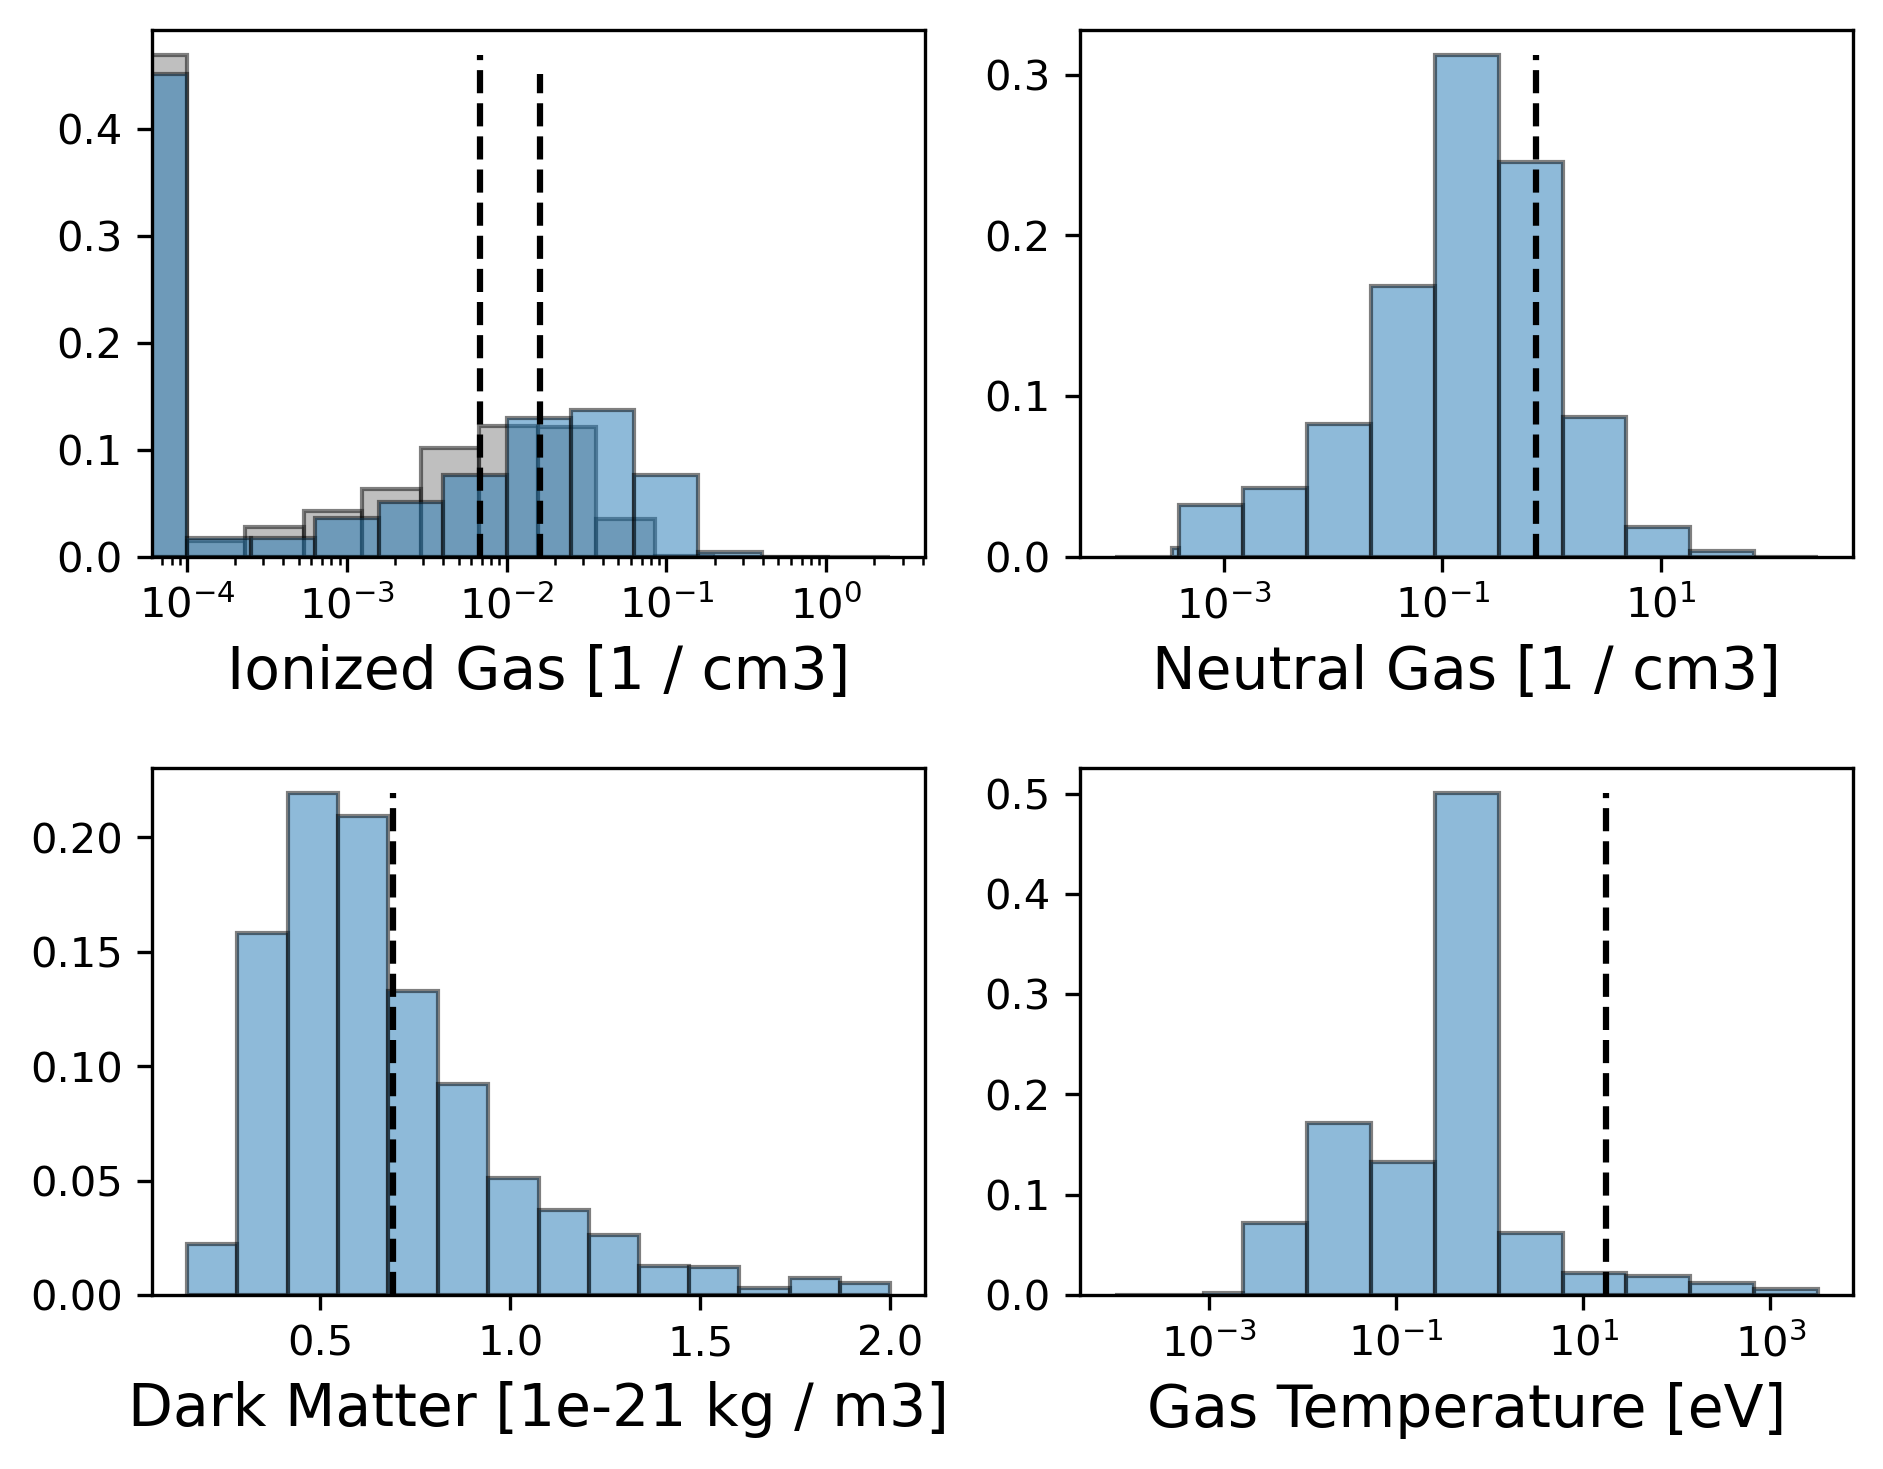 0.4
0.3
0.2
0.1
0.0
10⁻⁴ 10⁻³ 10⁻² 10⁻¹ 10⁰
Ionized Gas [1 / cm3]
0.3
0.2
0.1
0.0
10⁻³ 10⁻¹ 10¹
Neutral Gas [1 / cm3]
0.20
0.15
0.10
0.05
0.00
0.5 1.0 1.5 2.0
Dark Matter [1e-21 kg / m3]
0.5
0.4
0.3
0.2
0.1
0.0
10⁻³ 10⁻¹ 10¹ 10³
Gas Temperature [eV]